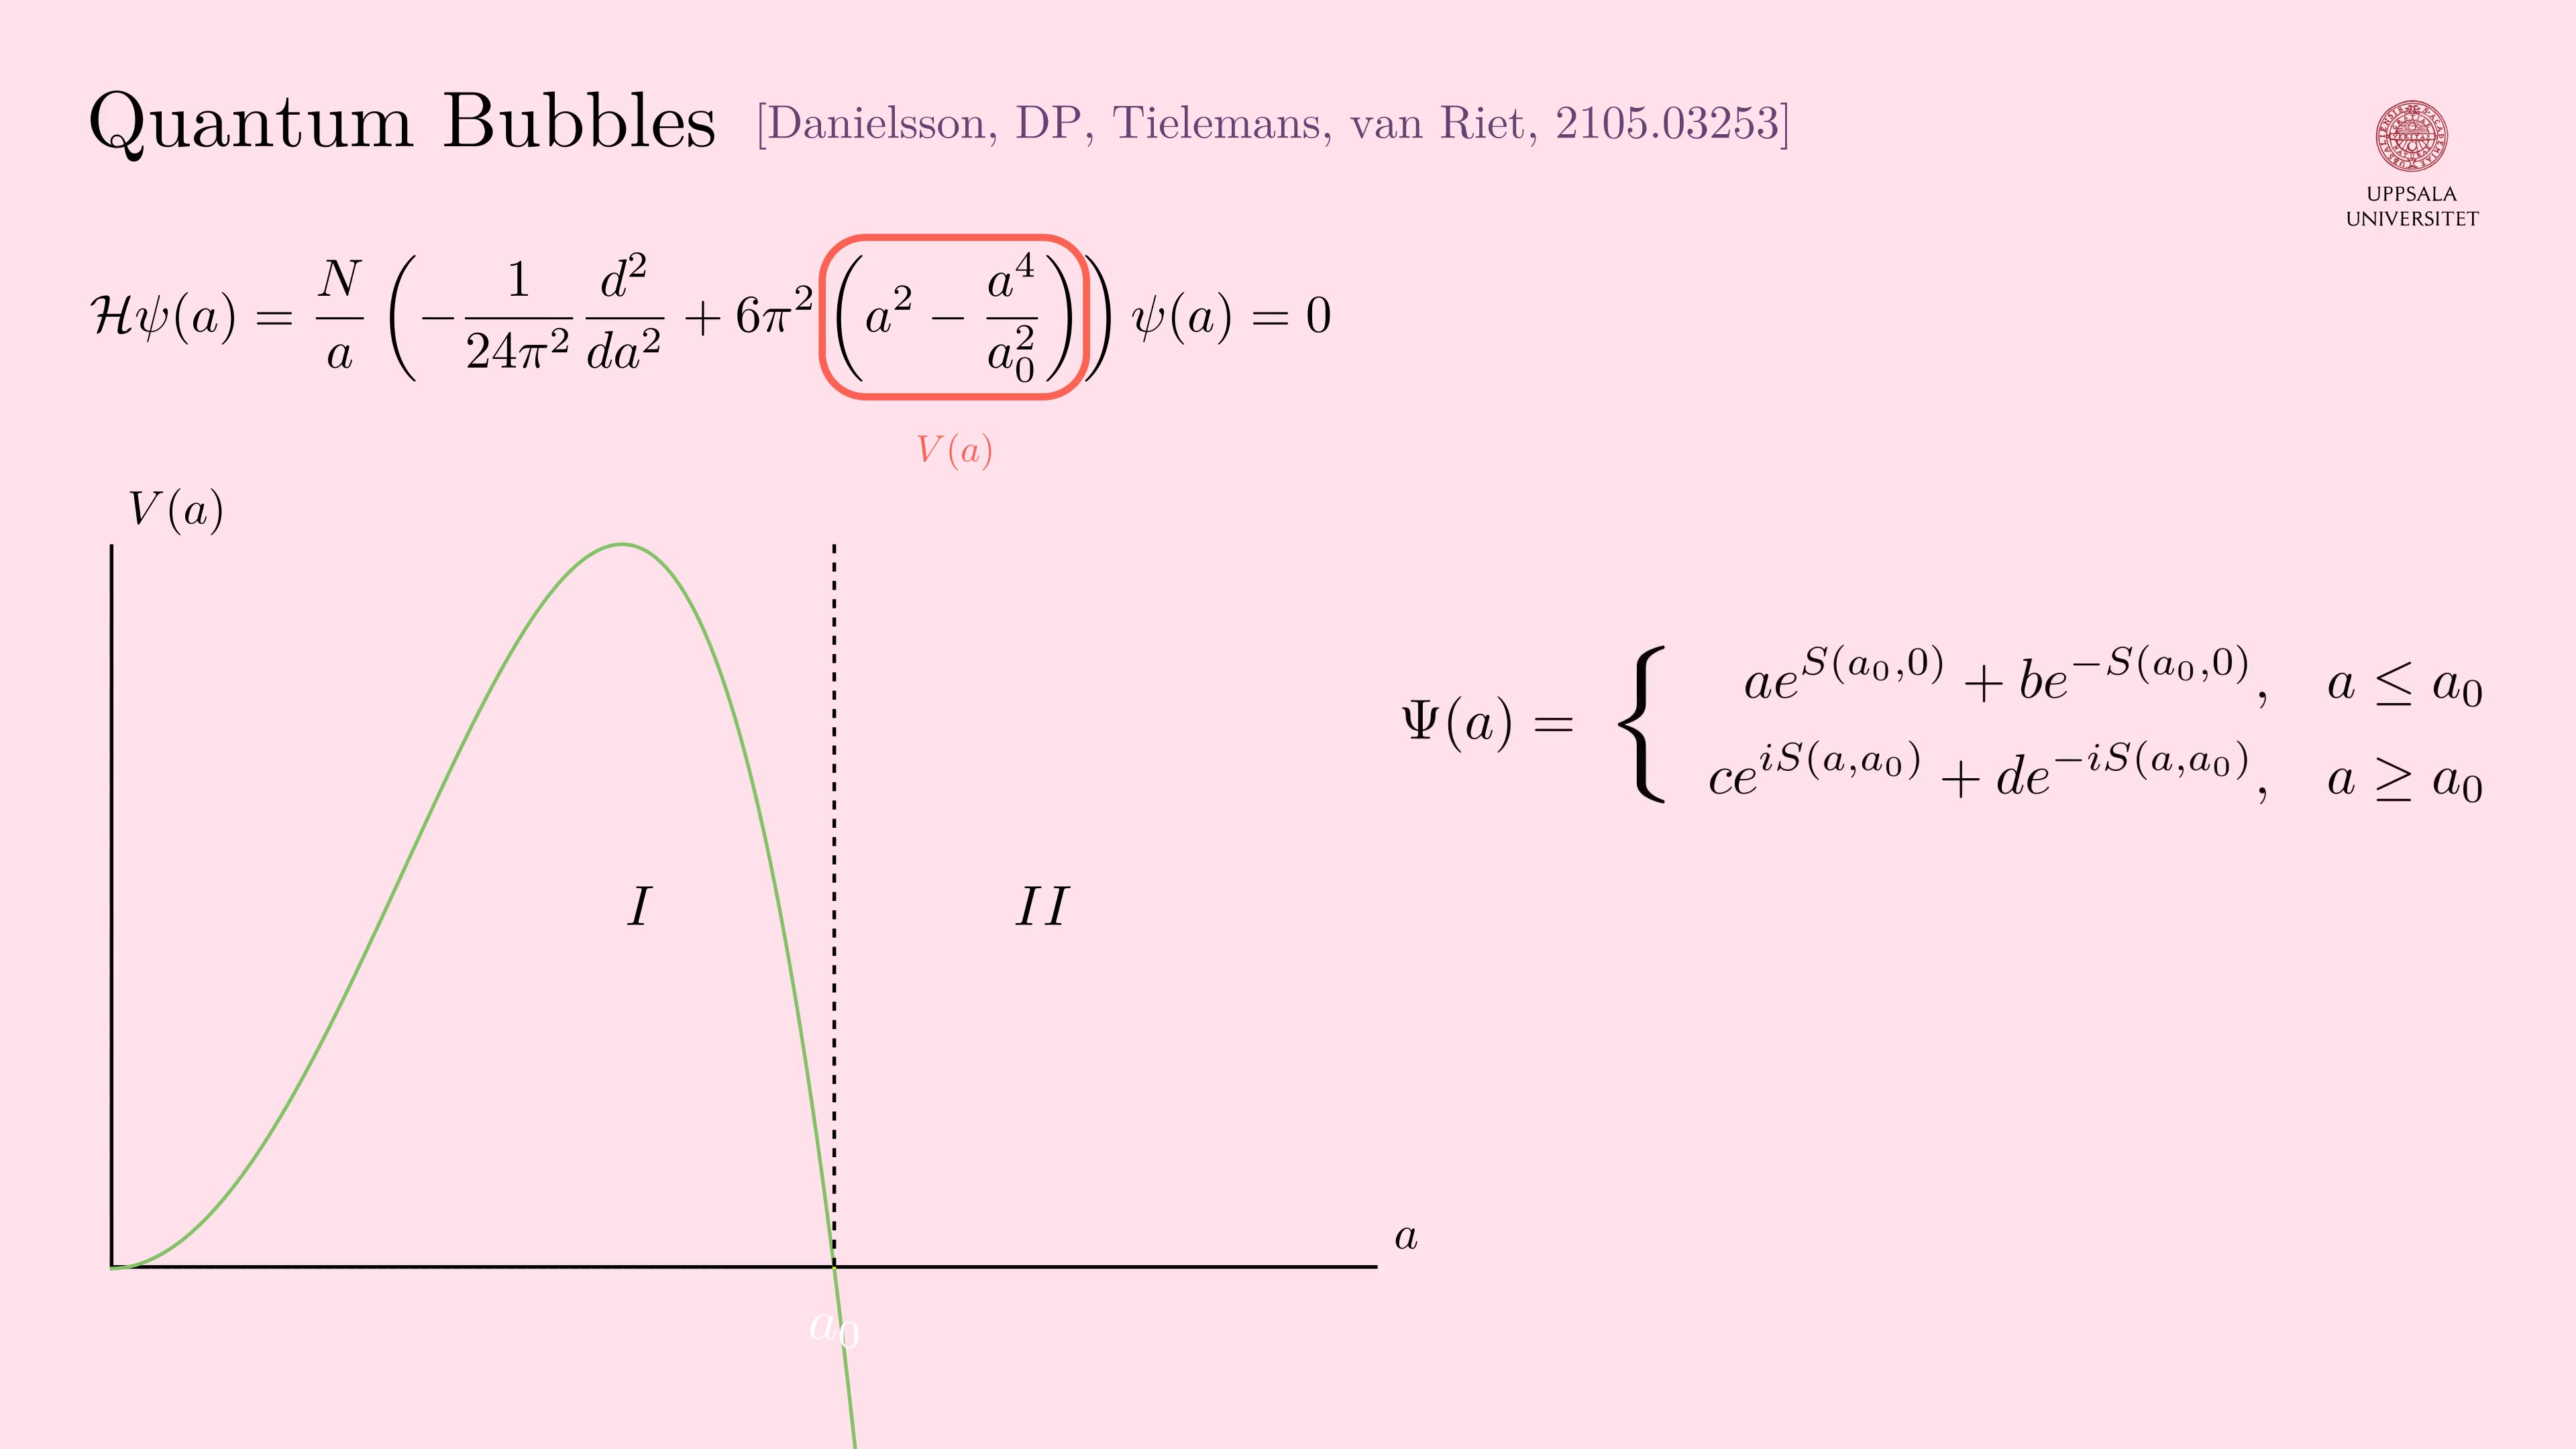 Quantum Bubbles [Danielsson, DP, Tielemans, van Riet, 2105.03253]
UPPSALA
UNIVERSITET
$\mathcal{H}\psi(a) = \frac{N}{a}\left(-\frac{1}{24\pi^2}\frac{d^2}{da^2} + 6\pi^2\left(a^2 - \frac{a^4}{a_0^2}\right)\right)\psi(a) = 0$
$V(a)$
$V(a)$
$\Psi(a) = \begin{cases} ae^{S(a_0,0)} + be^{-S(a_0,0)}, & a \leq a_0 \\ ce^{iS(a,a_0)} + de^{-iS(a,a_0)}, & a \geq a_0 \end{cases}$
$I$
$II$
$a$
$a_0$